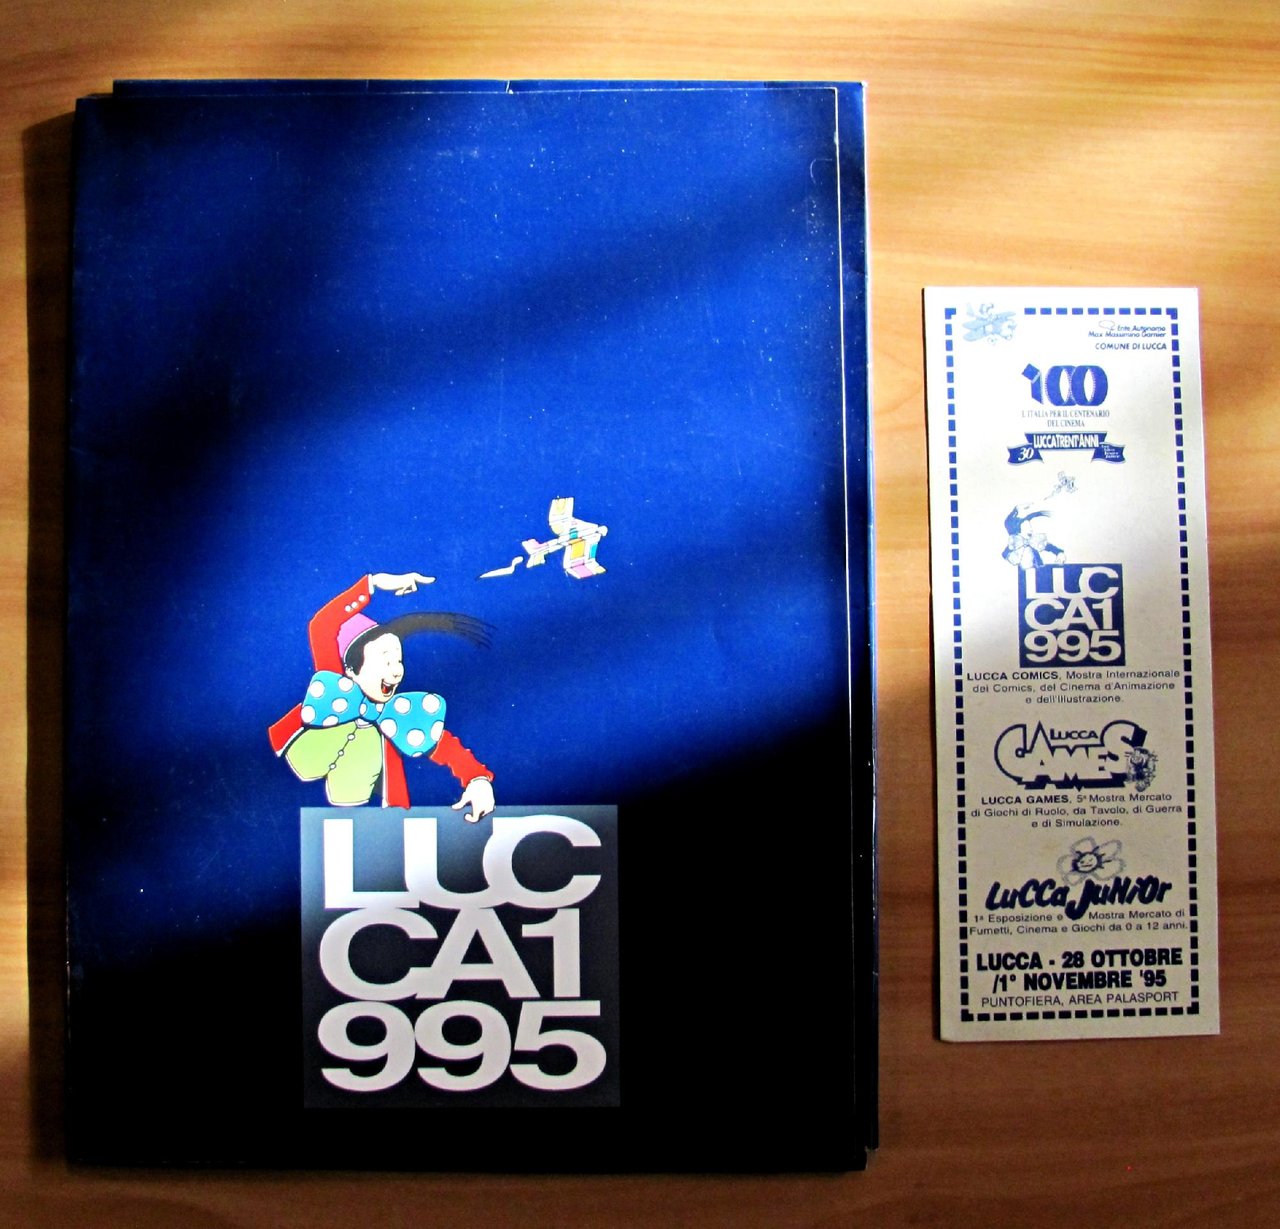 LUC
CA1
995
Ente Autonomo
Max Massimino Garnier
COMUNE DI LUCCA
100
L'ITALIA PER IL CENTENARIO
DEL CINEMA
LUCCATRENT'ANNI
30
LUC
CA1
995
LUCCA COMICS, Mostra Internazionale
dei Comics, del Cinema d'Animazione
e dell'Illustrazione.
LUCCA
GAMES
LUCCA GAMES, 5ª Mostra Mercato
di Giochi di Ruolo, da Tavolo, di Guerra
e di Simulazione.
LuCCa JuNiOr
1ª Esposizione e Mostra Mercato di
Fumetti, Cinema e Giochi da 0 a 12 anni.
LUCCA - 28 OTTOBRE
/1° NOVEMBRE '95
PUNTOFIERA, AREA PALASPORT